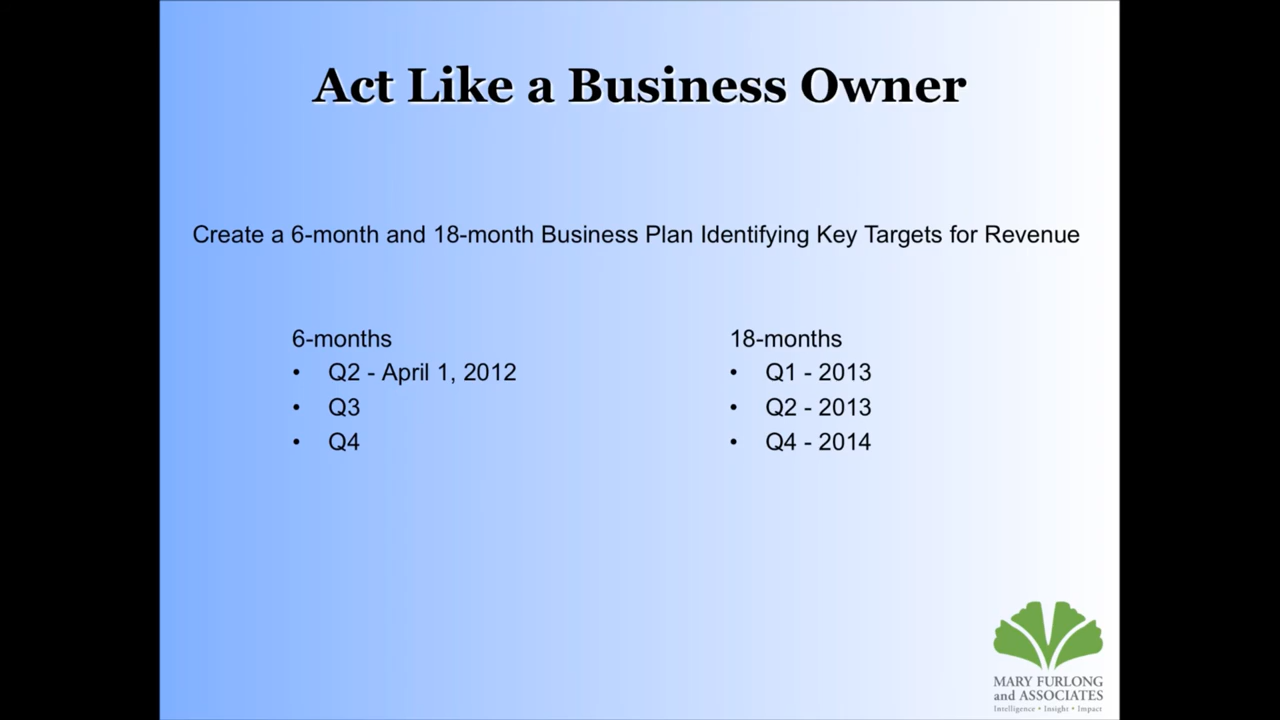 Act Like a Business Owner
Create a 6-month and 18-month Business Plan Identifying Key Targets for Revenue
6-months
• Q2 - April 1, 2012
• Q3
• Q4
18-months
• Q1 - 2013
• Q2 - 2013
• Q4 - 2014
MARY FURLONG
and ASSOCIATES
Intelligence • Insight • Impact